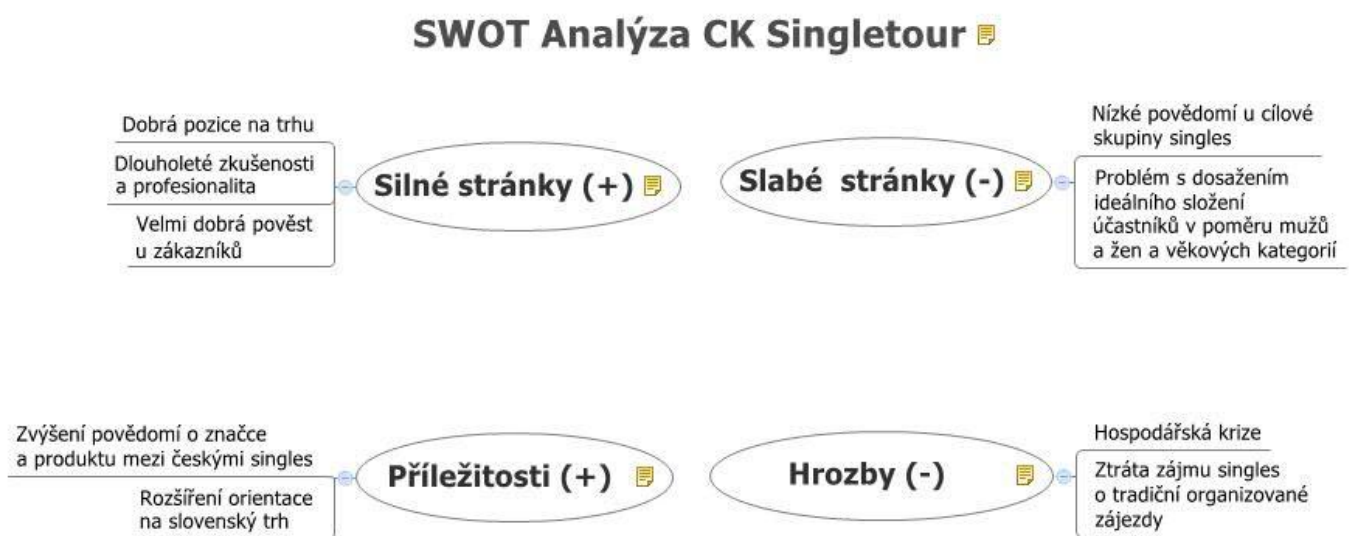 SWOT Analýza CK Singletour
Dobrá pozice na trhu
Dlouholeté zkušenosti
a profesionalita
Velmi dobrá pověst
u zákazníků
Silné stránky (+)
Slabé stránky (-)
Nízké povědomí u cílové
skupiny singles
Problém s dosažením
ideálního složení
účastníků v poměru mužů
a žen a věkových kategorií
Zvýšení povědomí o značce
a produktu mezi českými singles
Rozšíření orientace
na slovenský trh
Příležitosti (+)
Hrozby (-)
Hospodářská krize
Ztráta zájmu singles
o tradiční organizované
zájezdy